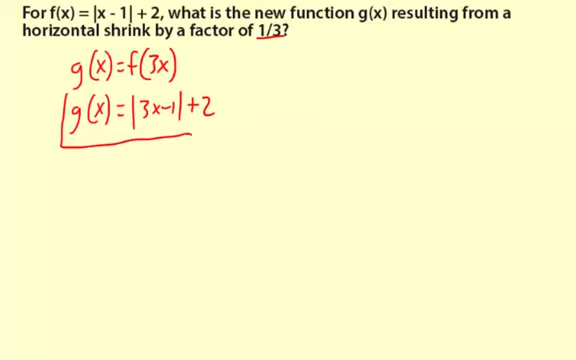 For f(x) = |x - 1| + 2, what is the new function g(x) resulting from a
horizontal shrink by a factor of 1/3?
g(x)=f(3x)
g(x)=|3x-1|+2